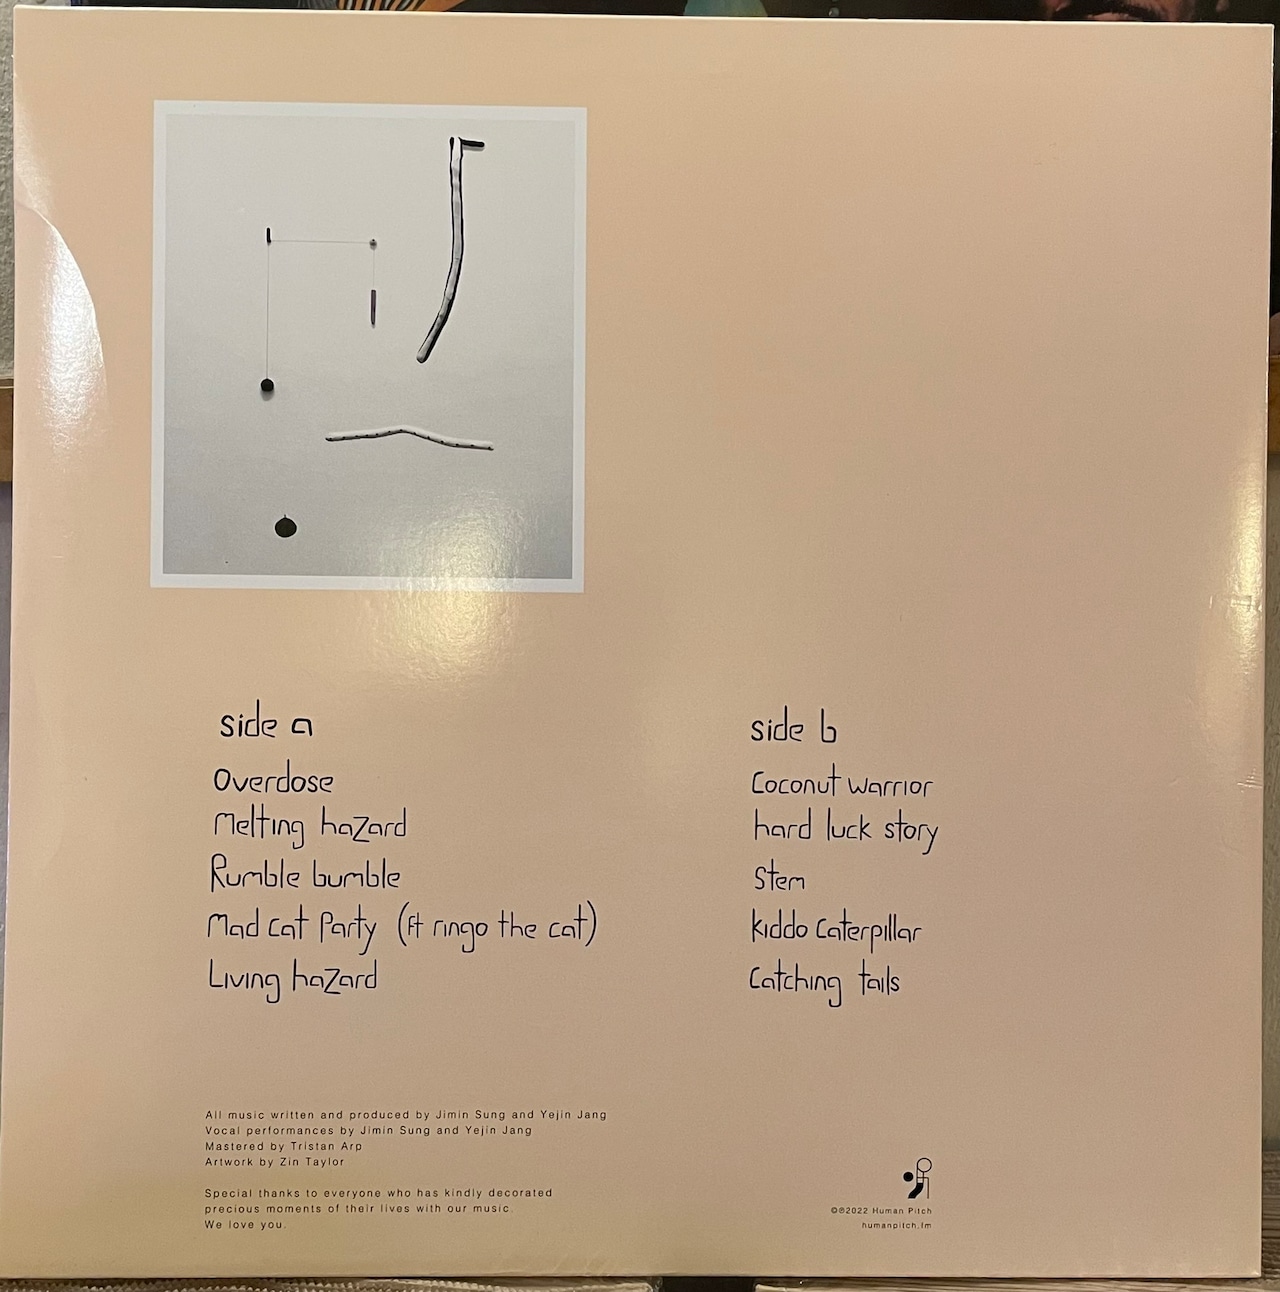 side a
Overdose
Melting hazard
Rumble bumble
Mad Cat Party (ft ringo the cat)
Living hazard
side b
Coconut warrior
hard luck story
Stem
kiddo caterpillar
Catching tails
All music written and produced by Jimin Sung and Yejin Jang
Vocal performances by Jimin Sung and Yejin Jang
Mastered by Tristan Arp
Artwork by Zin Taylor
Special thanks to everyone who has kindly decorated
precious moments of their lives with our music.
We love you.
©℗2022 Human Pitch
humanpitch.fm